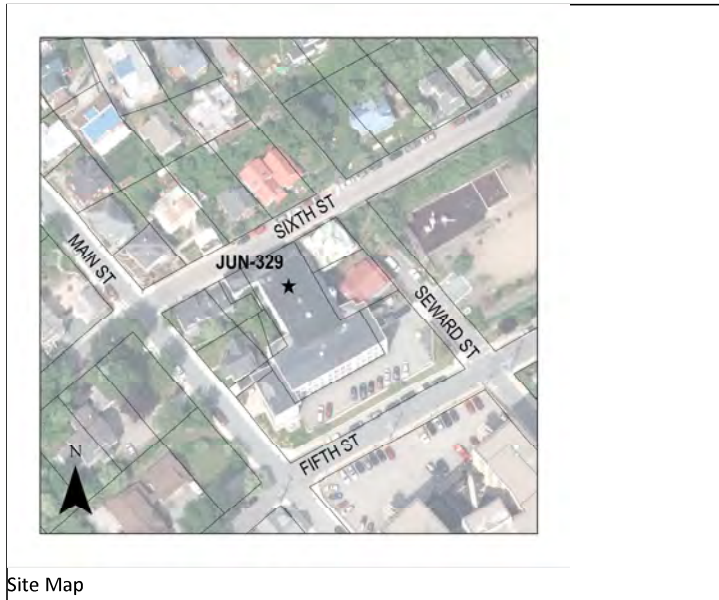 SIXTH ST
MAIN ST
JUN-329
SEWARD ST
FIFTH ST
N
Site Map